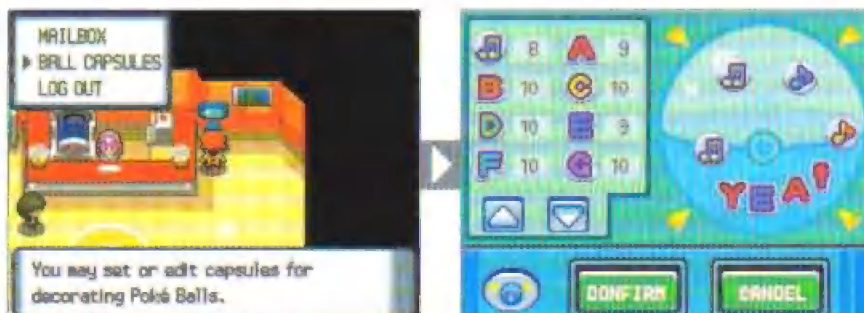 MAILBOX
BALL CAPSULES
LOG OUT
You may set or edit capsules for
decorating Poké Balls.
8 A 9
B 10 C 10
D 10 E 9
F 10 G 10
YEA!
CONFIRM CANCEL